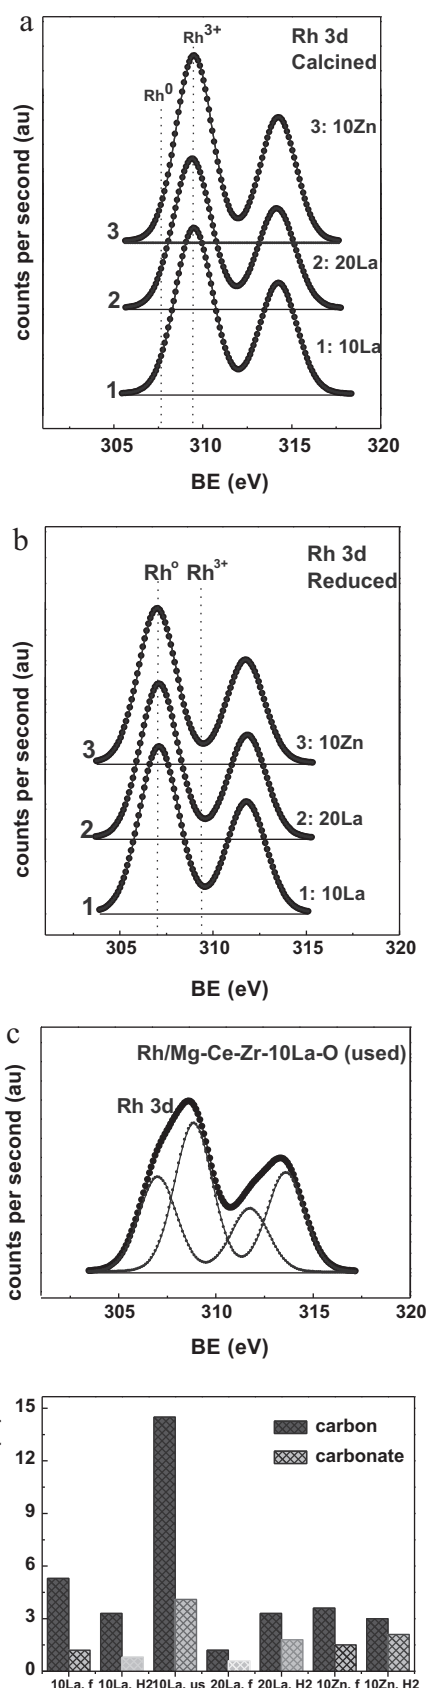 a
Rh 3d
Calcined
Rh3+
Rh0
3: 10Zn
3
2: 20La
2
1: 10La
1
counts per second (au)
305 310 315 320
BE (eV)
b
Rh 3d
Reduced
Rho Rh3+
3: 10Zn
3
2: 20La
2
1: 10La
1
counts per second (au)
305 310 315 320
BE (eV)
c
Rh/Mg-Ce-Zr-10La-O (used)
Rh 3d
counts per second (au)
305 310 315 320
BE (eV)
15
12
9
6
3
0
carbon
carbonate
10La, f 10La, H2 10La, us 20La, f 20La, H2 10Zn, f 10Zn, H2